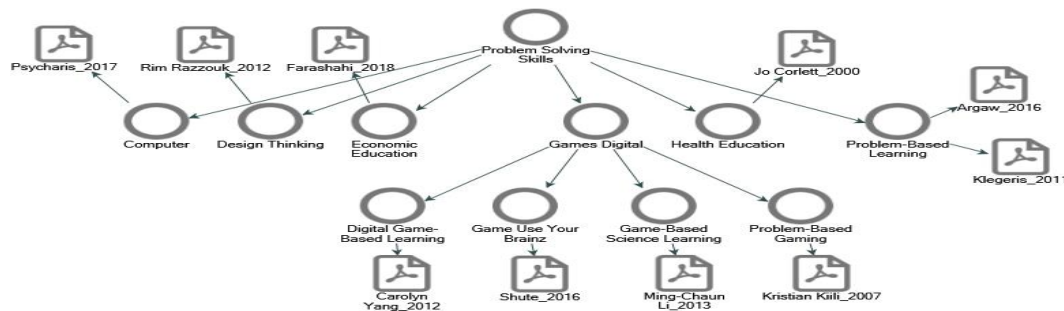 Problem Solving
Skills
Psycharis_2017
Rim Razzouk_2012
Farashahi_2018
Jo Corlett_2000
Argaw_2016
Computer
Design Thinking
Economic
Education
Games Digital
Health Education
Problem-Based
Learning
Klegeris_2011
Digital Game-
Based Learning
Game Use Your
Brainz
Game-Based
Science Learning
Problem-Based
Gaming
Carolyn
Yang_2012
Shute_2016
Ming-Chaun
Li_2013
Kristian Kiili_2007